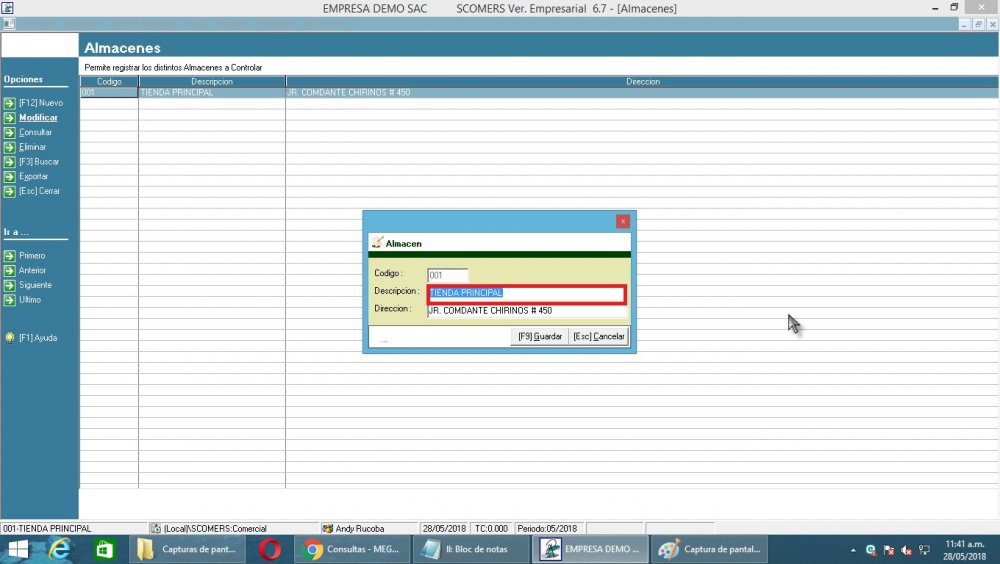 EMPRESA DEMO SAC SCOMERS Ver. Empresarial 6.7 - [Almacenes]
Almacenes
Permite registrar los distintos Almacenes a Controlar
Opciones
[F12] Nuevo
Modificar
Consultar
Eliminar
[F3] Buscar
Exportar
[Esc] Cerrar
Ir a ...
Primero
Anterior
Siguiente
Ultimo
[F1] Ayuda
Codigo Descripcion Direccion
001 TIENDA PRINCIPAL JR. COMDANTE CHIRINOS # 450
Almacen
Codigo : 001
Descripcion : TIENDA PRINCIPAL
Direccion : JR. COMDANTE CHIRINOS # 450
... [F9] Guardar [Esc] Cancelar
001-TIENDA PRINCIPAL (Local)\SCOMERS:Comercial Andy Rucoba 28/05/2018 TC:0.000 Periodo:05/2018
Capturas de pant... Consultas - MEG... II: Bloc de notas EMPRESA DEMO ... Captura de pantal... 11:41 a.m.
28/05/2018